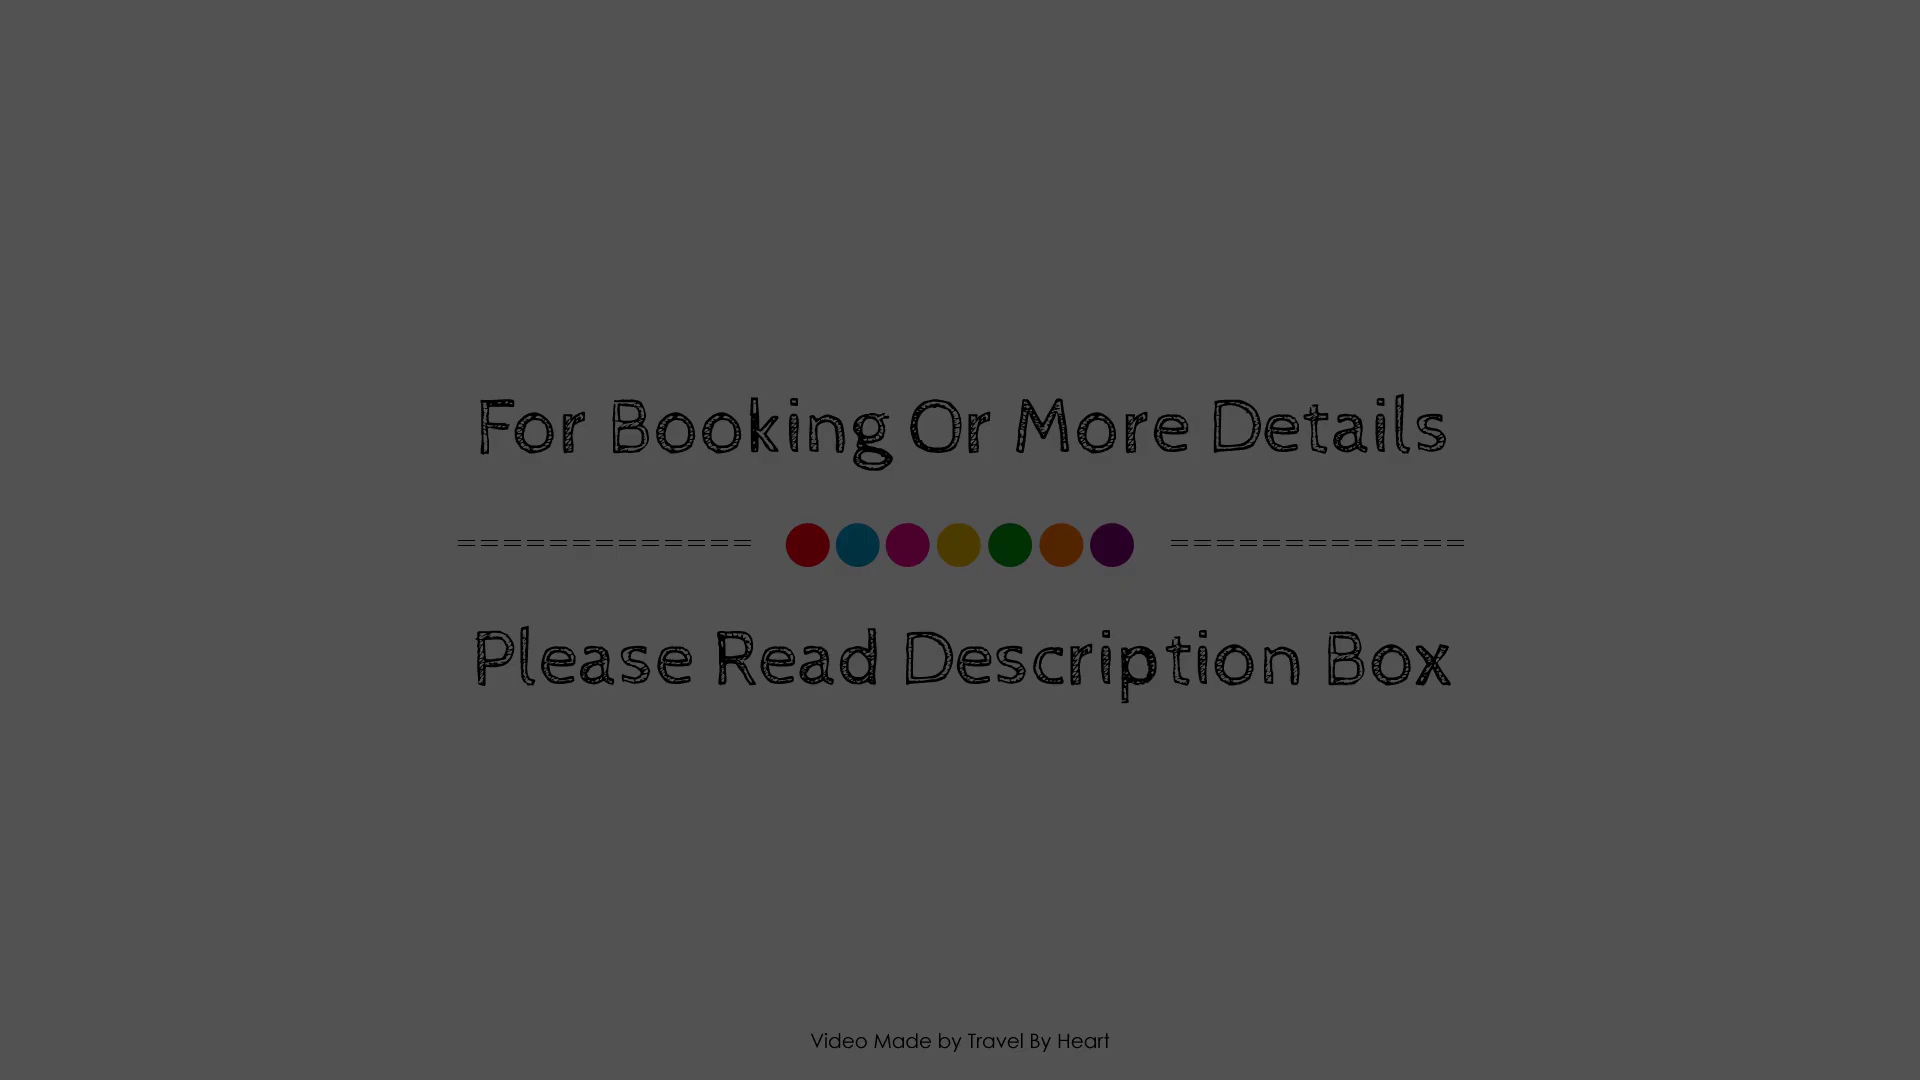 For Booking Or More Details
============= =============
Please Read Description Box
Video Made by Travel By Heart